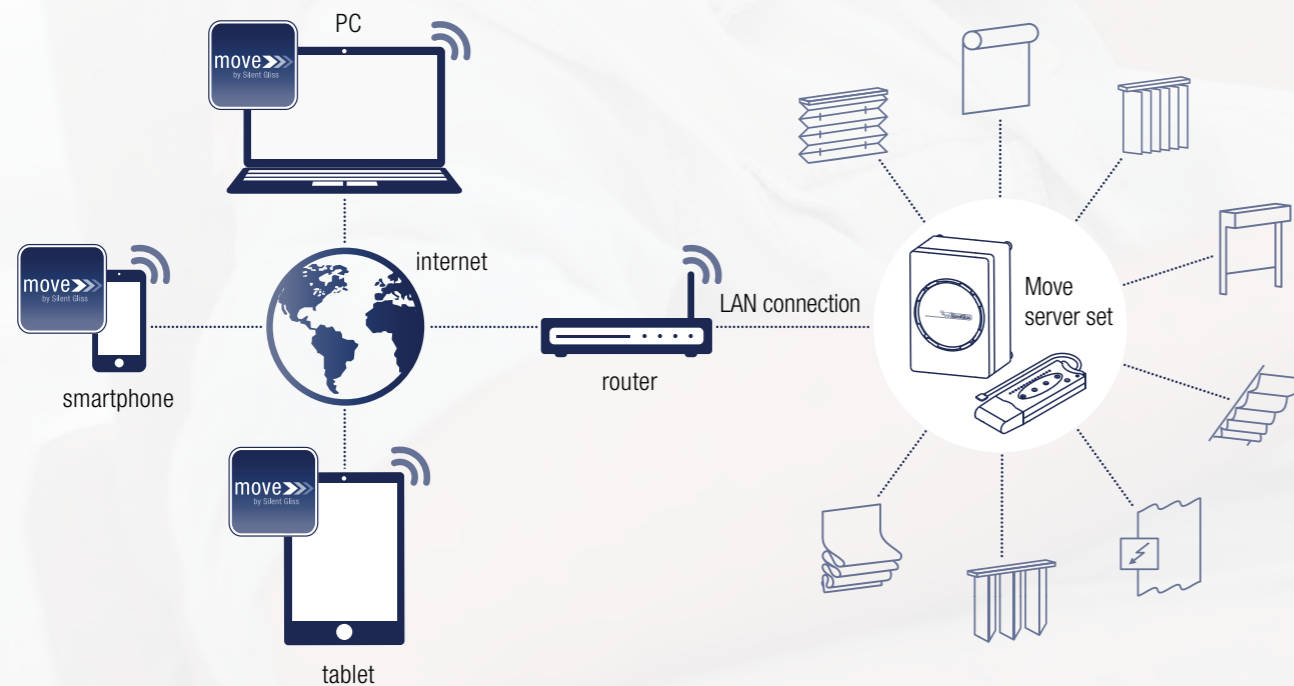 PC
move
by Silent Gliss
internet
move
by Silent Gliss
smartphone
router
LAN connection
Move
server set
move
by Silent Gliss
tablet